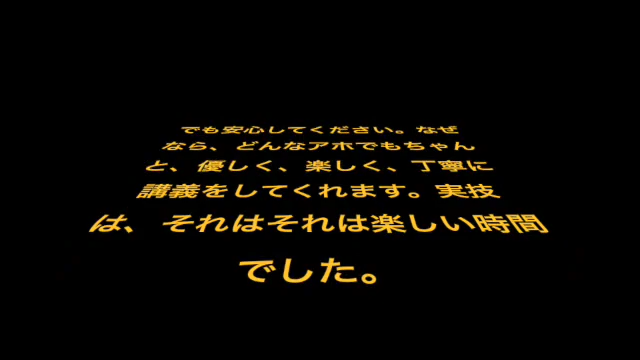 でも安心してください。なぜ
なら、どんなアホでもちゃん
と、優しく、楽しく、丁寧に
講義をしてくれます。実技
は、それはそれは楽しい時間
でした。